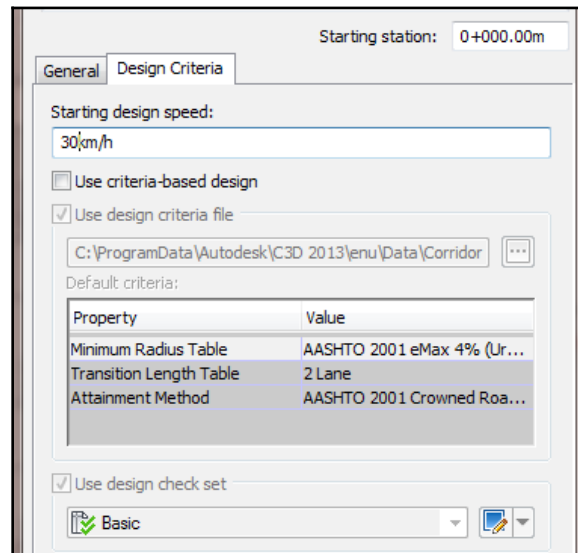 Starting station: 0+000.00m
General Design Criteria
Starting design speed:
30km/h
Use criteria-based design
Use design criteria file
C:\ProgramData\Autodesk\C3D 2013\enu\Data\Corridor
Default criteria:
Property Value
Minimum Radius Table AASHTO 2001 eMax 4% (Ur...
Transition Length Table 2 Lane
Attainment Method AASHTO 2001 Crowned Roa...
Use design check set
Basic